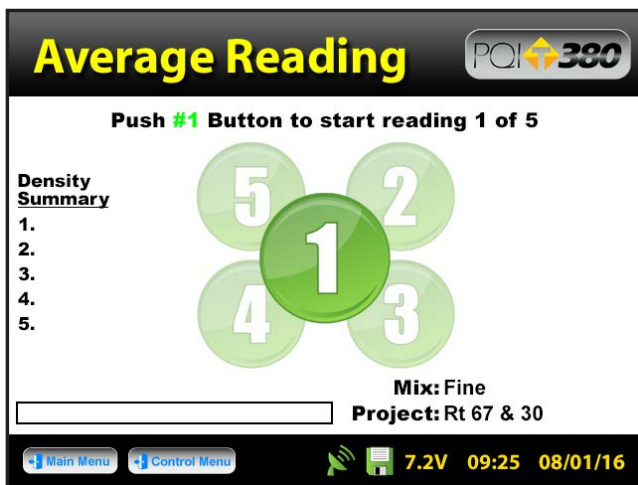 Average Reading
PQI T 380
Push #1 Button to start reading 1 of 5
Density
Summary
1.
2.
3.
4.
5.
5
2
1
4
3
Mix: Fine
Project: Rt 67 & 30
Main Menu
Control Menu
7.2V 09:25 08/01/16